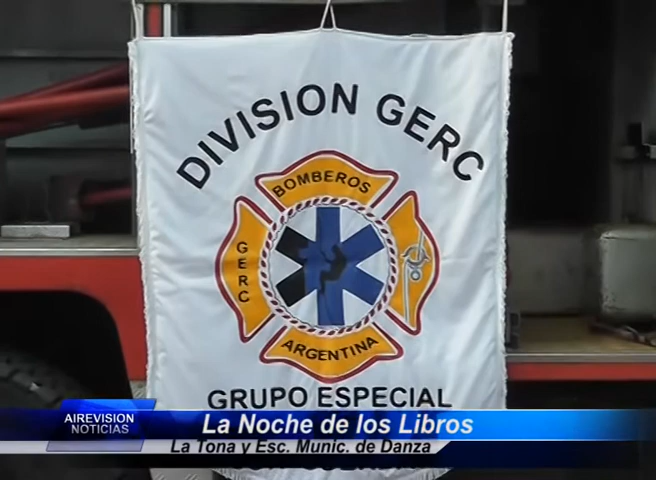 DIVISION GERC
BOMBEROS
GERC
ARGENTINA
GRUPO ESPECIAL
AIREVISION
NOTICIAS
La Noche de los Libros
La Tona y Esc. Munic. de Danza